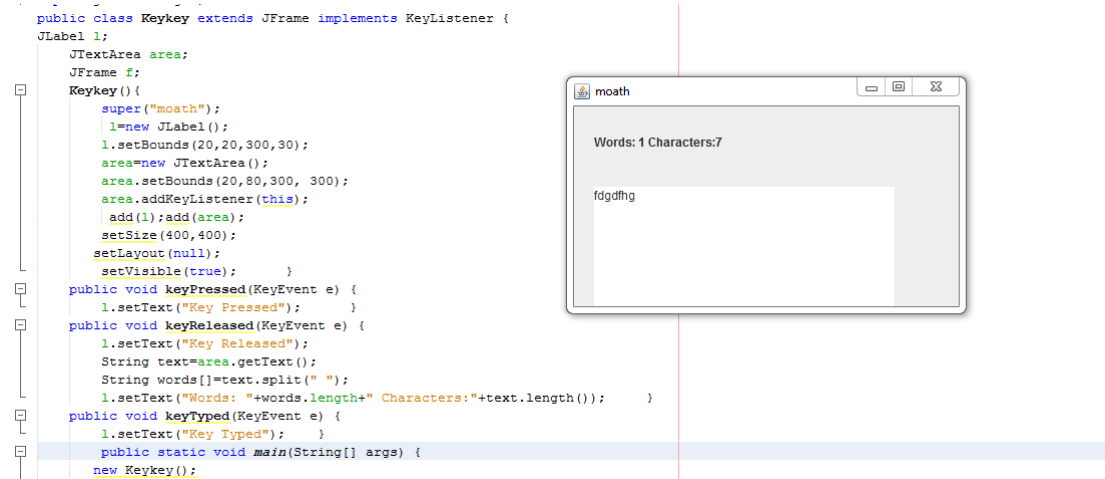 public class Keykey extends JFrame implements KeyListener {
JLabel l;
JTextArea area;
JFrame f;
Keykey(){
super("moath");
l=new JLabel();
l.setBounds(20,20,300,30);
area=new JTextArea();
area.setBounds(20,80,300, 300);
area.addKeyListener(this);
add(l);add(area);
setSize(400,400);
setLayout(null);
setVisible(true);      }
public void keyPressed(KeyEvent e) {
l.setText("Key Pressed");      }
public void keyReleased(KeyEvent e) {
l.setText("Key Released");
String text=area.getText();
String words[]=text.split(" ");
l.setText("Words: "+words.length+" Characters:"+text.length());     }
public void keyTyped(KeyEvent e) {
l.setText("Key Typed");    }
public static void main(String[] args) {
new Keykey();
moath
Words: 1 Characters:7
fdgdfhg